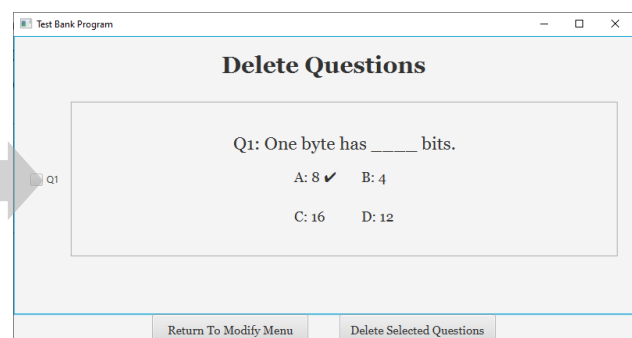 Test Bank Program
Delete Questions
Q1
Q1: One byte has ____ bits.
A: 8 ✔ B: 4
C: 16 D: 12
Return To Modify Menu Delete Selected Questions